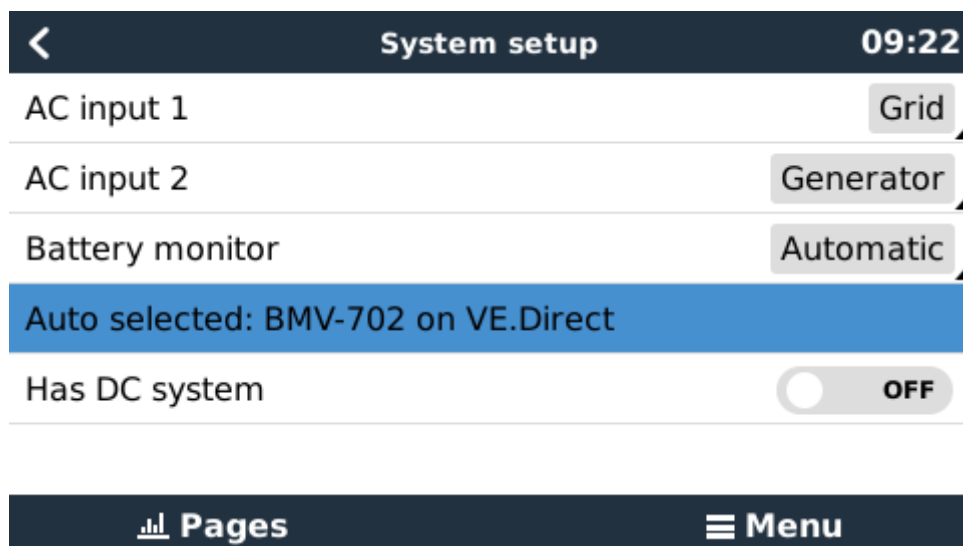 System setup 09:22
AC input 1 Grid
AC input 2 Generator
Battery monitor Automatic
Auto selected: BMV-702 on VE.Direct
Has DC system OFF
Pages Menu